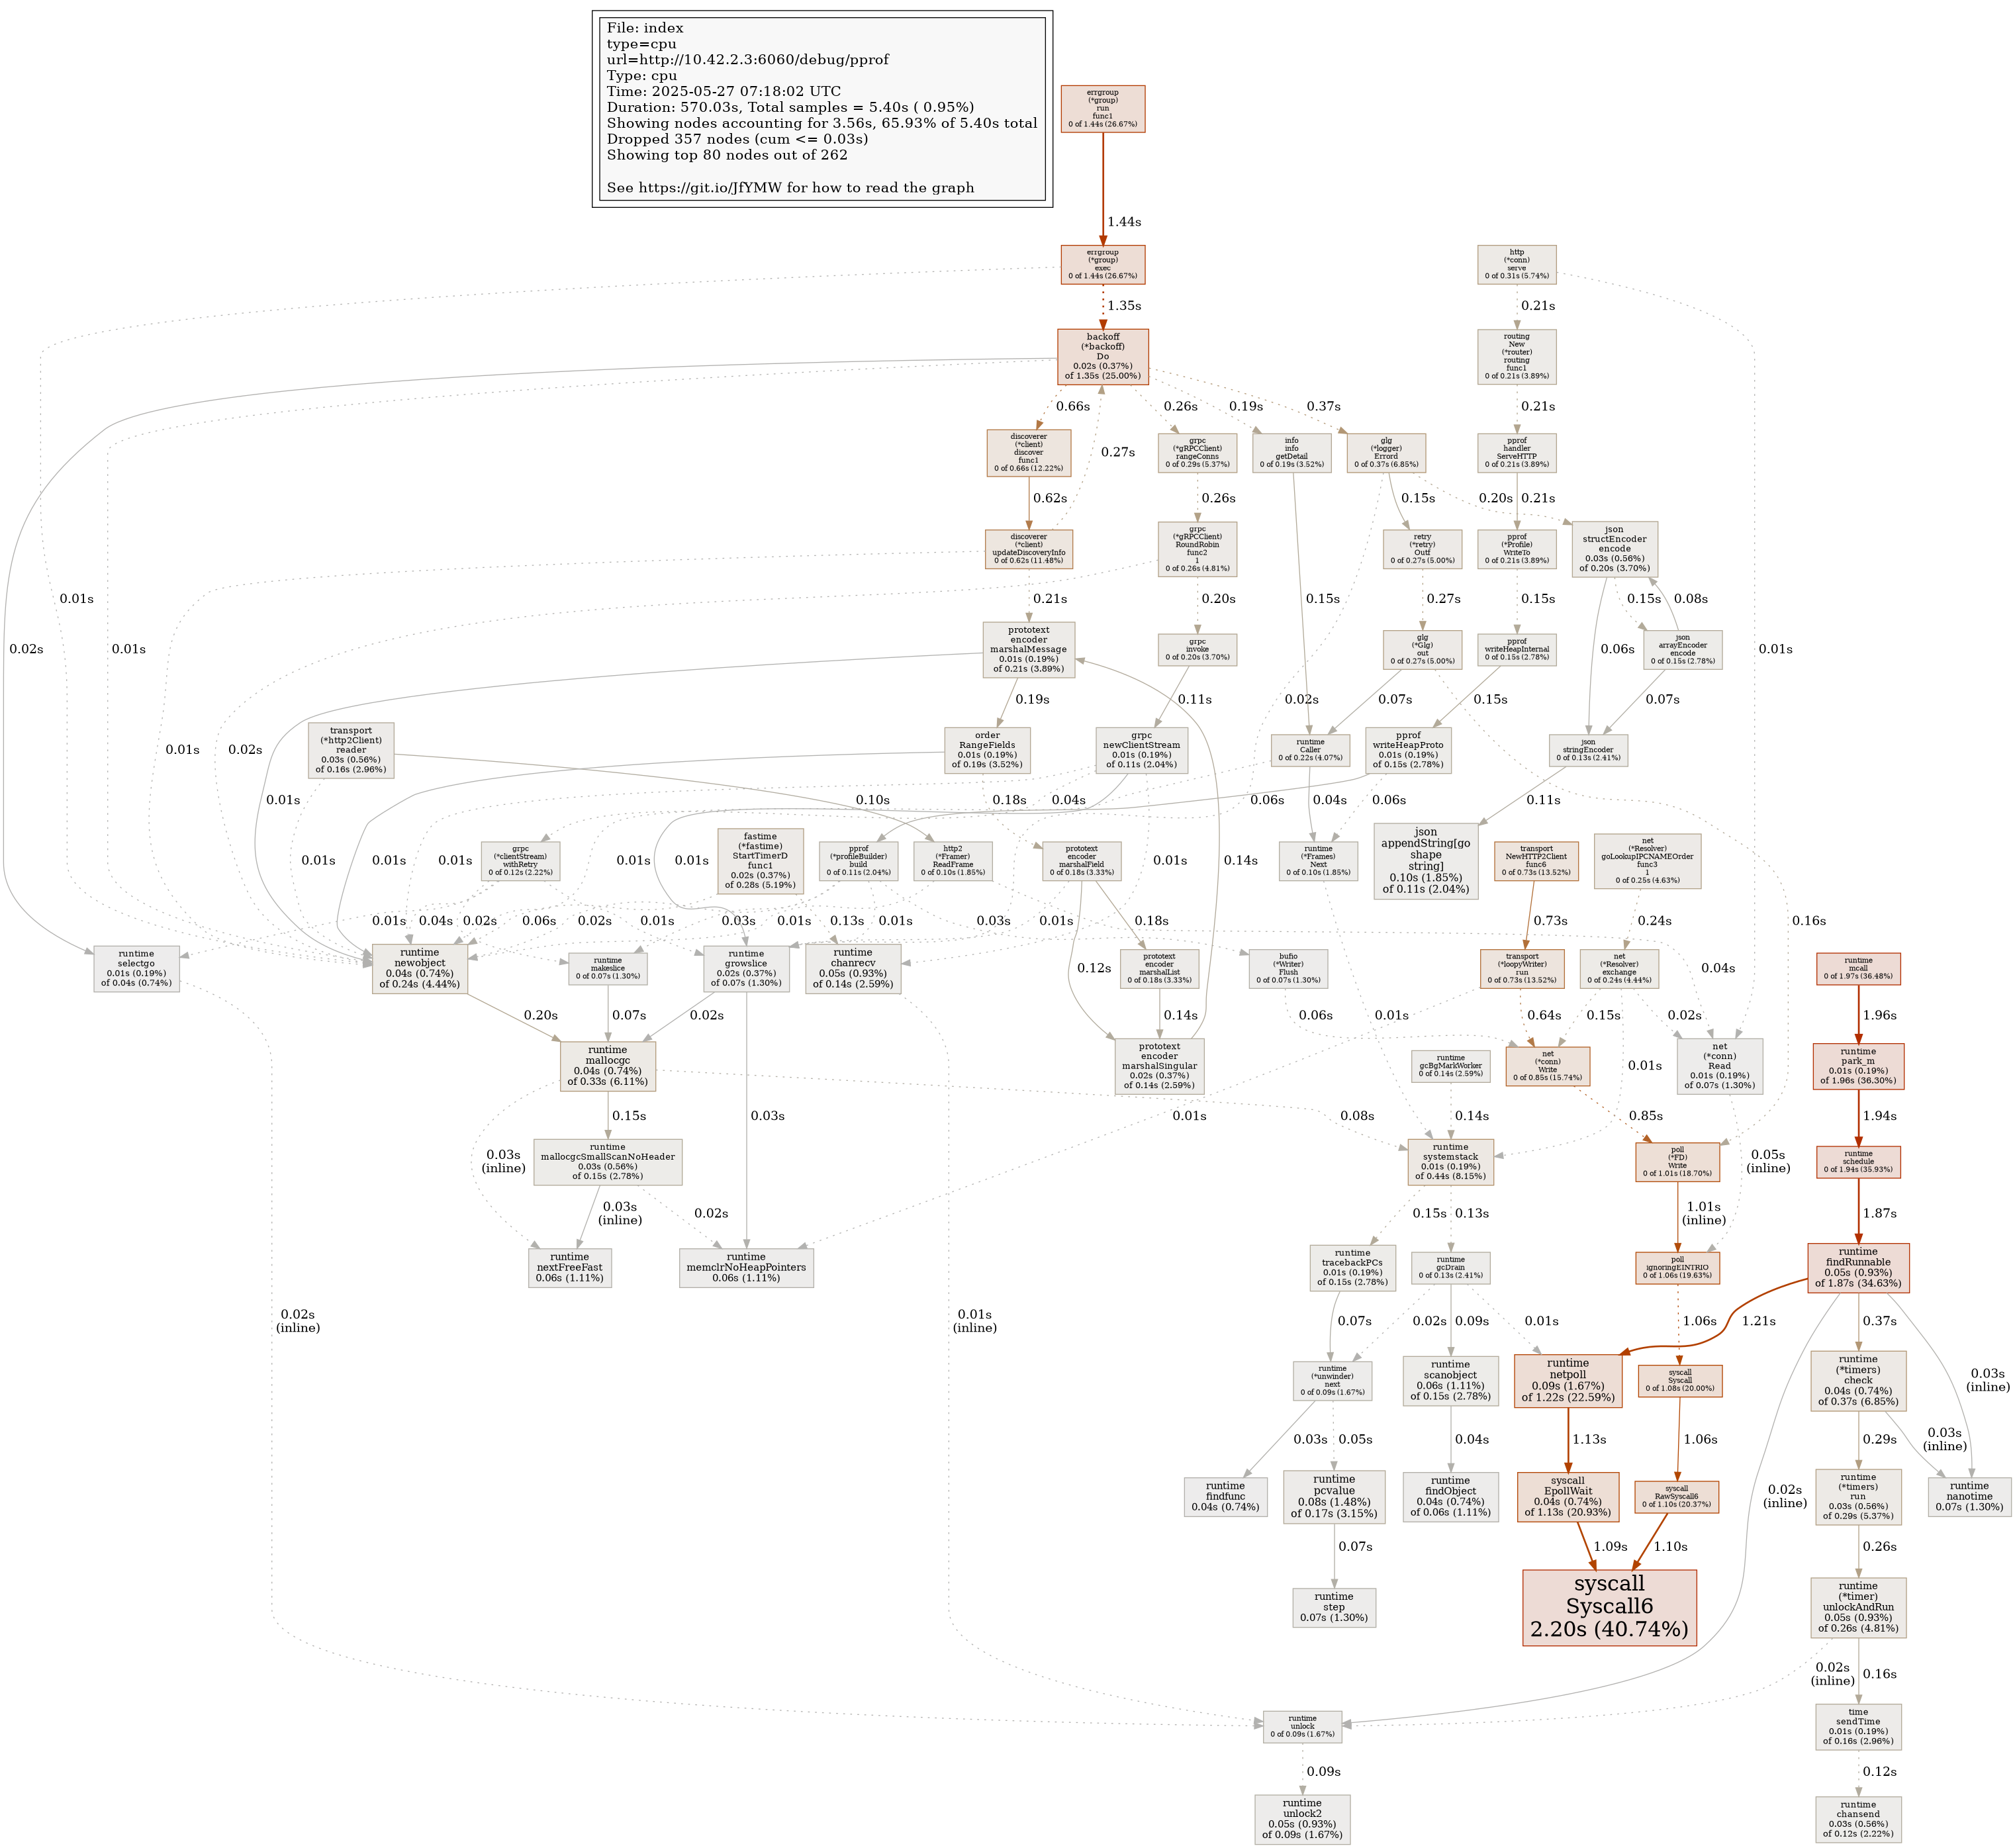 File: index
type=cpu
url=http://10.42.2.3:6060/debug/pprof
Type: cpu
Time: 2025-05-27 07:18:02 UTC
Duration: 570.03s, Total samples = 5.40s ( 0.95%)
Showing nodes accounting for 3.56s, 65.93% of 5.40s total
Dropped 357 nodes (cum <= 0.03s)
Showing top 80 nodes out of 262
See https://git.io/JfYMW for how to read the graph
errgroup
(*group)
run
func1
0 of 1.44s (26.67%)
1.44s
errgroup
(*group)
exec
0 of 1.44s (26.67%)
http
(*conn)
serve
0 of 0.31s (5.74%)
1.35s
0.21s
backoff
(*backoff)
Do
0.02s (0.37%)
of 1.35s (25.00%)
routing
New
(*router)
routing
func1
0 of 0.21s (3.89%)
0.66s
0.26s
0.19s
0.37s
0.21s
discoverer
(*client)
discover
func1
0 of 0.66s (12.22%)
0.27s
grpc
(*gRPCClient)
rangeConns
0 of 0.29s (5.37%)
info
info
getDetail
0 of 0.19s (3.52%)
glg
(*logger)
Errord
0 of 0.37s (6.85%)
pprof
handler
ServeHTTP
0 of 0.21s (3.89%)
0.62s
0.26s
0.15s
0.20s
0.21s
discoverer
(*client)
updateDiscoveryInfo
0 of 0.62s (11.48%)
grpc
(*gRPCClient)
RoundRobin
func2
1
0 of 0.26s (4.81%)
retry
(*retry)
Outf
0 of 0.27s (5.00%)
pprof
(*Profile)
WriteTo
0 of 0.21s (3.89%)
json
structEncoder
encode
0.03s (0.56%)
of 0.20s (3.70%)
0.01s
0.21s
0.20s
0.15s
0.27s
0.15s
0.15s
0.08s
0.02s
0.01s
prototext
encoder
marshalMessage
0.01s (0.19%)
of 0.21s (3.89%)
grpc
invoke
0 of 0.20s (3.70%)
glg
(*Glg)
out
0 of 0.27s (5.00%)
pprof
writeHeapInternal
0 of 0.15s (2.78%)
0.06s
json
arrayEncoder
encode
0 of 0.15s (2.78%)
0.01s
0.19s
0.11s
0.02s
0.07s
0.15s
0.07s
0.01s
0.02s
transport
(*http2Client)
reader
0.03s (0.56%)
of 0.16s (2.96%)
order
RangeFields
0.01s (0.19%)
of 0.19s (3.52%)
grpc
newClientStream
0.01s (0.19%)
of 0.11s (2.04%)
runtime
Caller
0 of 0.22s (4.07%)
pprof
writeHeapProto
0.01s (0.19%)
of 0.15s (2.78%)
json
stringEncoder
0 of 0.13s (2.41%)
0.01s
0.10s
0.18s
0.04s
0.06s
0.04s
0.06s
0.11s
grpc
(*clientStream)
withRetry
0 of 0.12s (2.22%)
fastime
(*fastime)
StartTimerD
func1
0.02s (0.37%)
of 0.28s (5.19%)
pprof
(*profileBuilder)
build
0 of 0.11s (2.04%)
http2
(*Framer)
ReadFrame
0 of 0.10s (1.85%)
prototext
encoder
marshalField
0 of 0.18s (3.33%)
0.14s
runtime
(*Frames)
Next
0 of 0.10s (1.85%)
json
appendString[go
shape
string]
0.10s (1.85%)
of 0.11s (2.04%)
transport
NewHTTP2Client
func6
0 of 0.73s (13.52%)
net
(*Resolver)
goLookupIPCNAMEOrder
func3
1
0 of 0.25s (4.63%)
0.01s
0.01s
0.01s
0.01s
0.01s
0.01s
0.01s
0.04s
0.02s
0.06s
0.02s
0.01s
0.03s
0.01s
0.13s
0.01s
0.03s
0.01s
0.18s
0.73s
0.16s
0.24s
runtime
selectgo
0.01s (0.19%)
of 0.04s (0.74%)
runtime
newobject
0.04s (0.74%)
of 0.24s (4.44%)
runtime
makeslice
0 of 0.07s (1.30%)
runtime
growslice
0.02s (0.37%)
of 0.07s (1.30%)
runtime
chanrecv
0.05s (0.93%)
of 0.14s (2.59%)
0.12s
prototext
encoder
marshalList
0 of 0.18s (3.33%)
bufio
(*Writer)
Flush
0 of 0.07s (1.30%)
0.01s
transport
(*loopyWriter)
run
0 of 0.73s (13.52%)
net
(*Resolver)
exchange
0 of 0.24s (4.44%)
0.04s
runtime
mcall
0 of 1.97s (36.48%)
0.20s
0.07s
0.02s
0.14s
0.06s
0.64s
0.15s
0.02s
1.96s
runtime
mallocgc
0.04s (0.74%)
of 0.33s (6.11%)
prototext
encoder
marshalSingular
0.02s (0.37%)
of 0.14s (2.59%)
runtime
gcBgMarkWorker
0 of 0.14s (2.59%)
net
(*conn)
Write
0 of 0.85s (15.74%)
0.01s
net
(*conn)
Read
0.01s (0.19%)
of 0.07s (1.30%)
runtime
park_m
0.01s (0.19%)
of 1.96s (36.30%)
0.15s
0.03s
0.01s
0.08s
0.14s
0.85s
1.94s
0.03s
(inline)
runtime
mallocgcSmallScanNoHeader
0.03s (0.56%)
of 0.15s (2.78%)
runtime
systemstack
0.01s (0.19%)
of 0.44s (8.15%)
poll
(*FD)
Write
0 of 1.01s (18.70%)
0.05s
(inline)
runtime
schedule
0 of 1.94s (35.93%)
0.03s
(inline)
0.02s
0.15s
0.13s
1.01s
(inline)
1.87s
runtime
nextFreeFast
0.06s (1.11%)
runtime
memclrNoHeapPointers
0.06s (1.11%)
runtime
tracebackPCs
0.01s (0.19%)
of 0.15s (2.78%)
runtime
gcDrain
0 of 0.13s (2.41%)
poll
ignoringEINTRIO
0 of 1.06s (19.63%)
runtime
findRunnable
0.05s (0.93%)
of 1.87s (34.63%)
0.02s
(inline)
0.01s
(inline)
0.07s
0.02s
0.09s
0.01s
1.06s
1.21s
0.37s
runtime
(*unwinder)
next
0 of 0.09s (1.67%)
runtime
scanobject
0.06s (1.11%)
of 0.15s (2.78%)
runtime
netpoll
0.09s (1.67%)
of 1.22s (22.59%)
syscall
Syscall
0 of 1.08s (20.00%)
runtime
(*timers)
check
0.04s (0.74%)
of 0.37s (6.85%)
0.03s
(inline)
0.03s
0.05s
0.04s
1.13s
1.06s
0.29s
0.03s
(inline)
runtime
findfunc
0.04s (0.74%)
runtime
pcvalue
0.08s (1.48%)
of 0.17s (3.15%)
runtime
findObject
0.04s (0.74%)
of 0.06s (1.11%)
syscall
EpollWait
0.04s (0.74%)
of 1.13s (20.93%)
syscall
RawSyscall6
0 of 1.10s (20.37%)
0.02s
(inline)
runtime
(*timers)
run
0.03s (0.56%)
of 0.29s (5.37%)
runtime
nanotime
0.07s (1.30%)
0.07s
1.09s
1.10s
0.26s
runtime
step
0.07s (1.30%)
syscall
Syscall6
2.20s (40.74%)
runtime
(*timer)
unlockAndRun
0.05s (0.93%)
of 0.26s (4.81%)
0.02s
(inline)
0.16s
runtime
unlock
0 of 0.09s (1.67%)
time
sendTime
0.01s (0.19%)
of 0.16s (2.96%)
0.09s
0.12s
runtime
unlock2
0.05s (0.93%)
of 0.09s (1.67%)
runtime
chansend
0.03s (0.56%)
of 0.12s (2.22%)